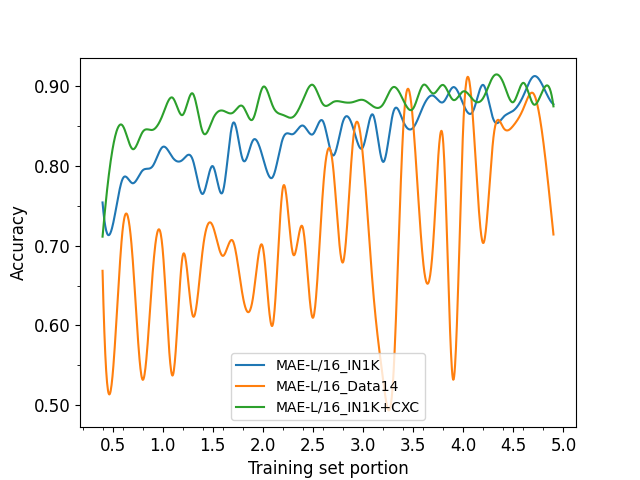 0.90
0.80
0.70
0.60
0.50
Accuracy
MAE-L/16_IN1K
MAE-L/16_Data14
MAE-L/16_IN1K+CXC
0.5 1.0 1.5 2.0 2.5 3.0 3.5 4.0 4.5 5.0
Training set portion